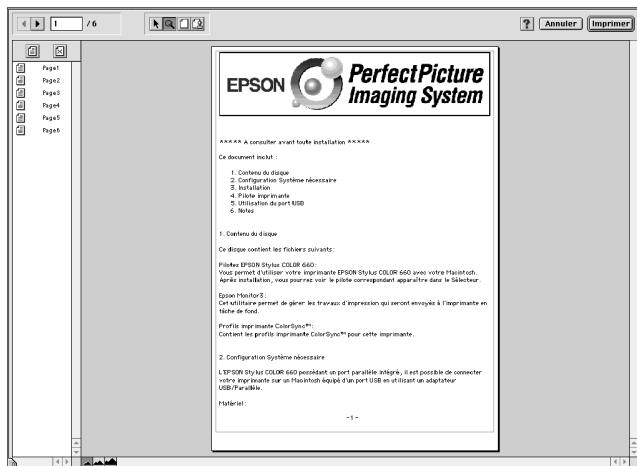 1 / 6
? Annuler Imprimer
Page1
Page2
Page3
Page4
Page5
Page6
EPSON PerfectPicture
Imaging System
***** A consulter avant toute installation *****
Ce document inclut :
1. Contenu du disque
2. Configuration Système nécessaire
3. Installation
4. Pilote imprimante
5. Utilisation du port USB
6. Notes
1. Contenu du disque
Ce disque contient les fichiers suivants:
Pilotes EPSON Stylus COLOR 660:
Vous permet d'utiliser votre imprimante EPSON Stylus COLOR 660 avec votre Macintosh.
Après installation, vous pourrez voir le pilote correspondant apparaître dans le Sélecteur.
Epson Monitor3:
Cet utilitaire permet de gérer les travaux d'impression qui seront envoyés à l'imprimante en
tâche de fond.
Profils imprimante ColorSync™:
Contient les profils imprimante ColorSync™ pour cette imprimante.
2. Configuration Système nécessaire
L'EPSON Stylus COLOR 660 possédant un port parallèle intégré, il est possible de connecter
votre imprimante sur un Macintosh équipé d'un port USB en utilisant un adaptateur
USB/Parallèle.
Matériel:
-1-